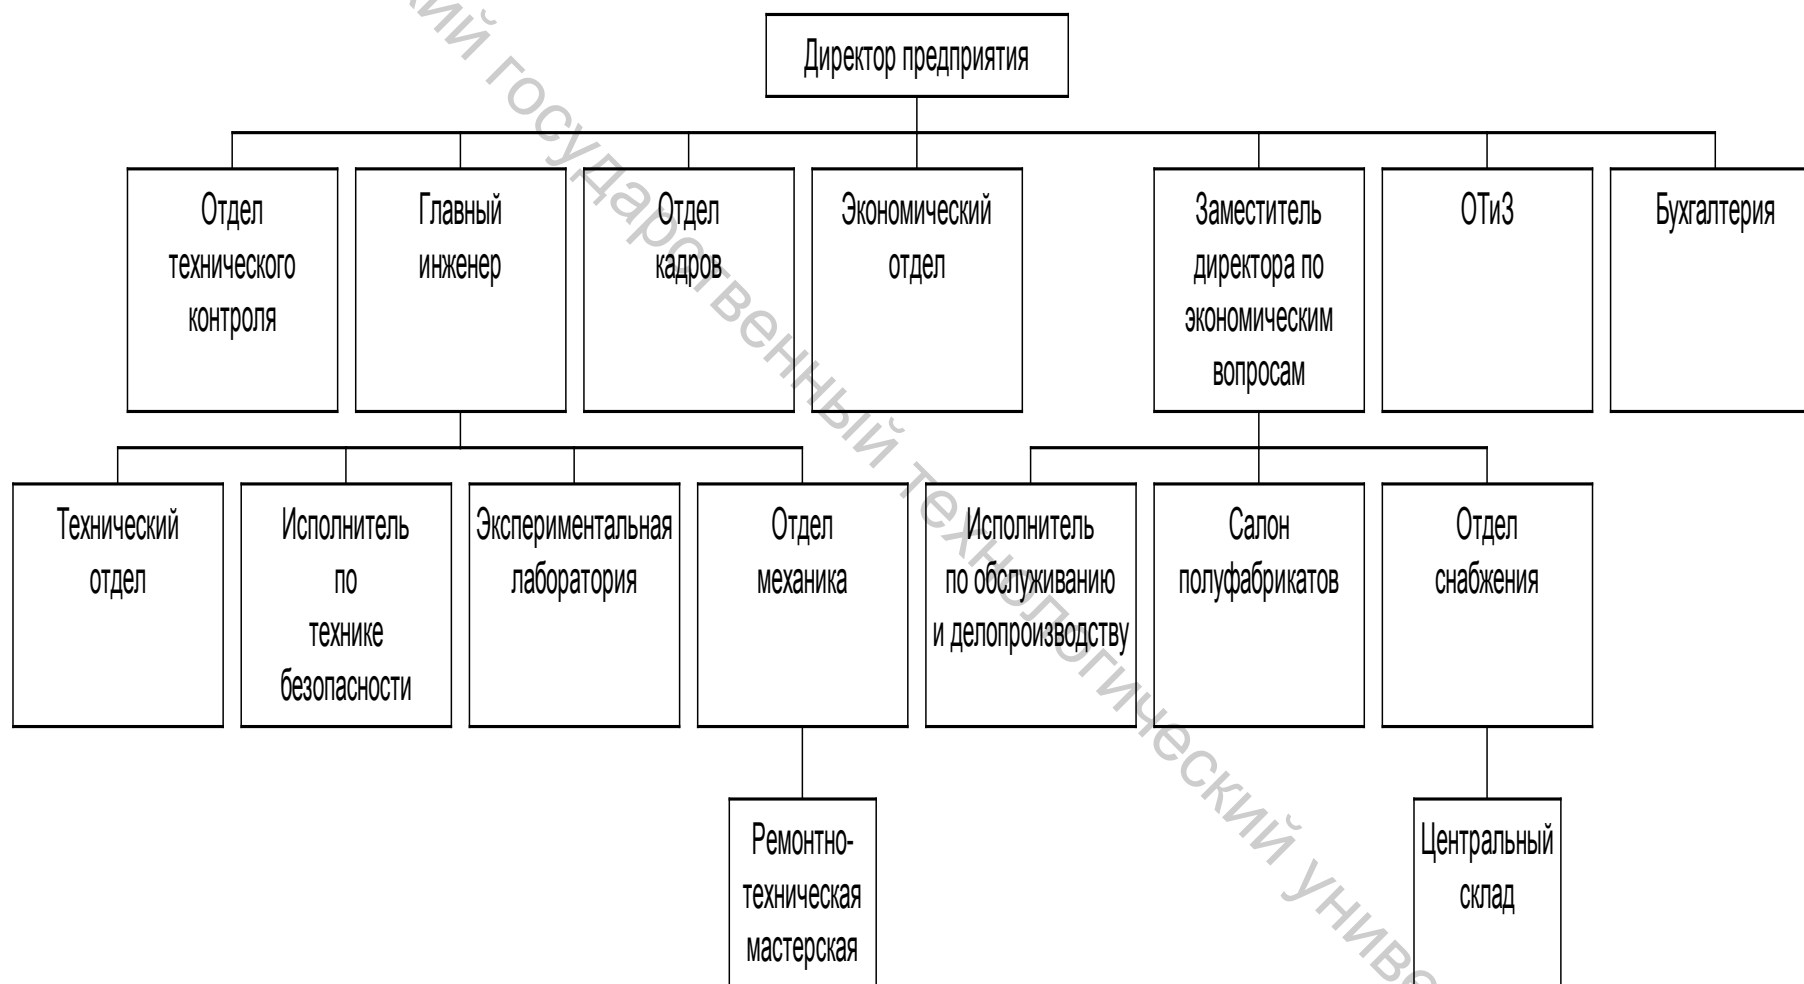 Директор предприятия
Отдел
технического
контроля
Главный
инженер
Отдел
кадров
Экономический
отдел
Заместитель
директора по
экономическим
вопросам
ОТиЗ
Бухгалтерия
Технический
отдел
Исполнитель
по
технике
безопасности
Экспериментальная
лаборатория
Отдел
механика
Исполнитель
по обслуживанию
и делопроизводству
Салон
полуфабрикатов
Отдел
снабжения
Ремонтно-
техническая
мастерская
Центральный
склад
государственный технологический